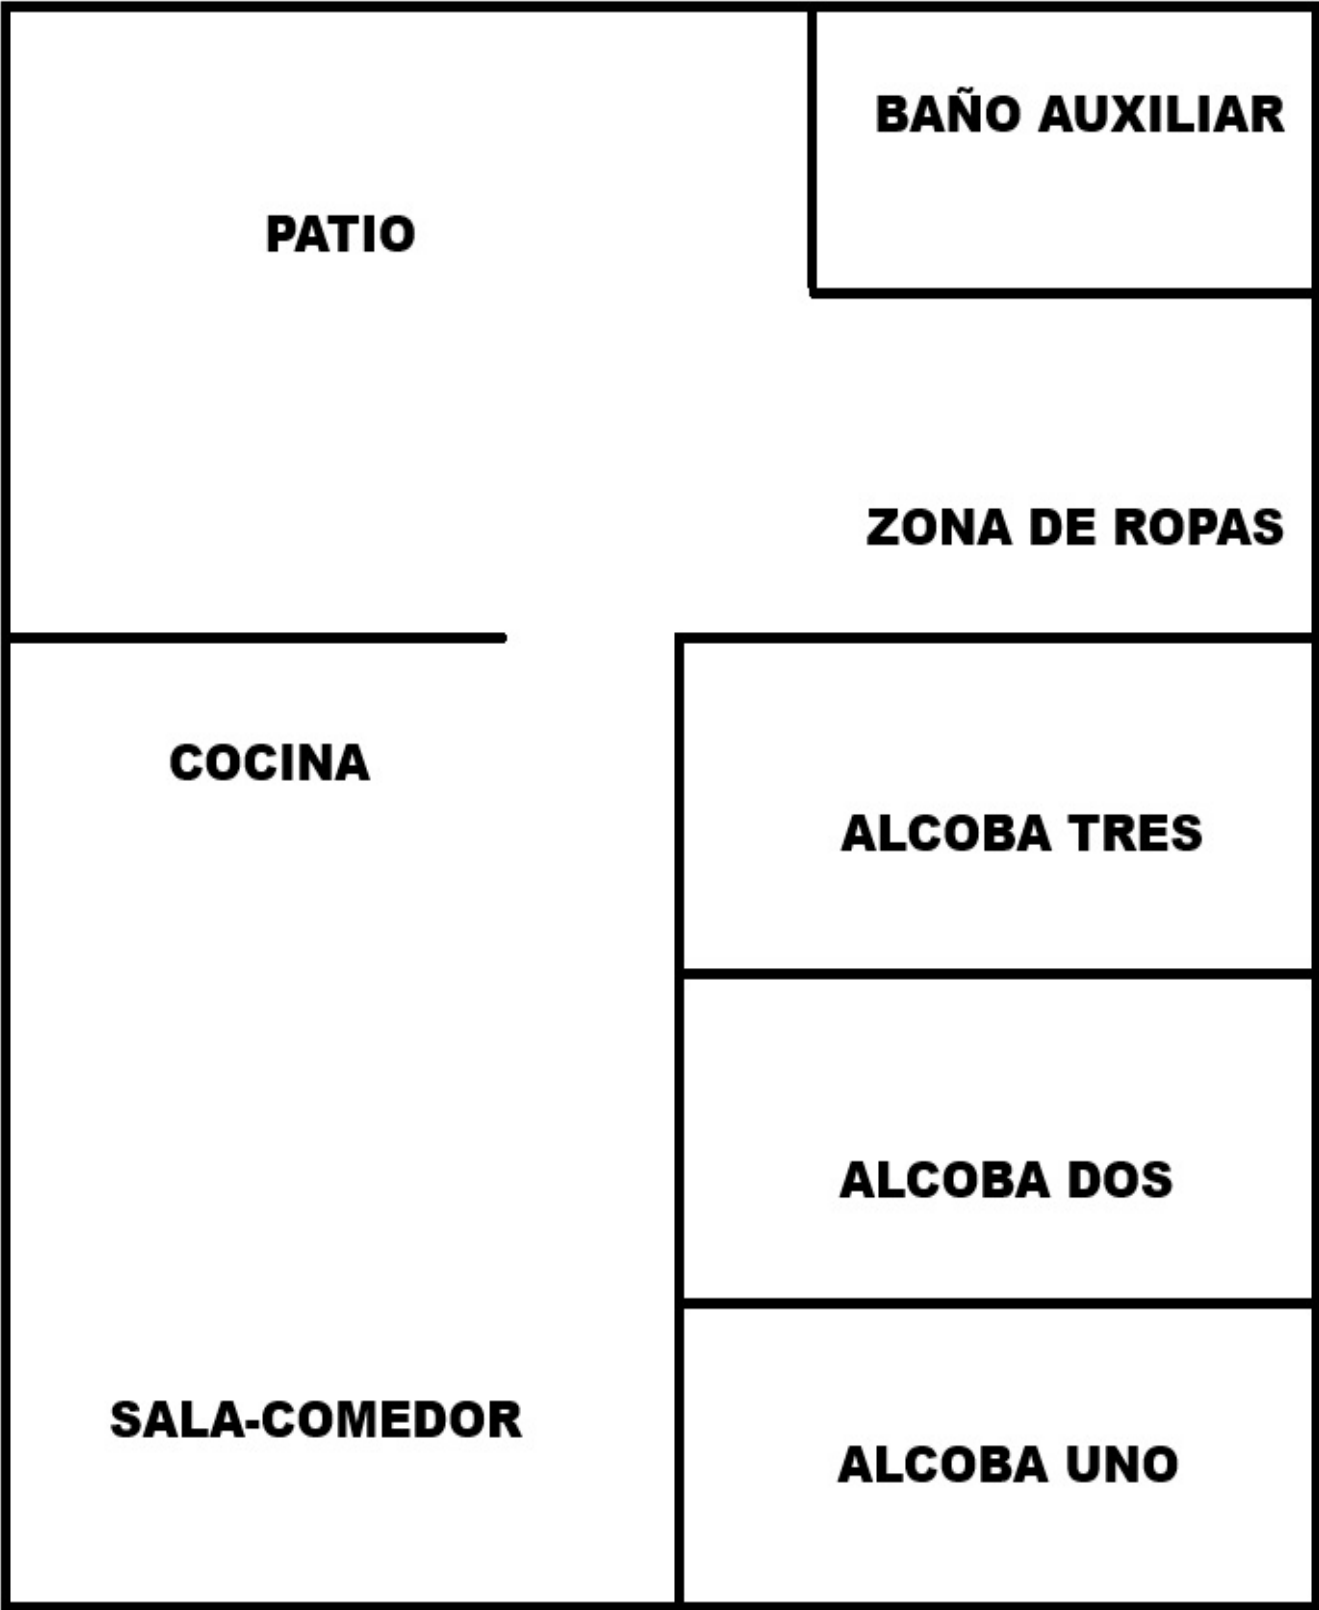 BAÑO AUXILIAR
PATIO
ZONA DE ROPAS
COCINA
ALCOBA TRES
ALCOBA DOS
SALA-COMEDOR
ALCOBA UNO